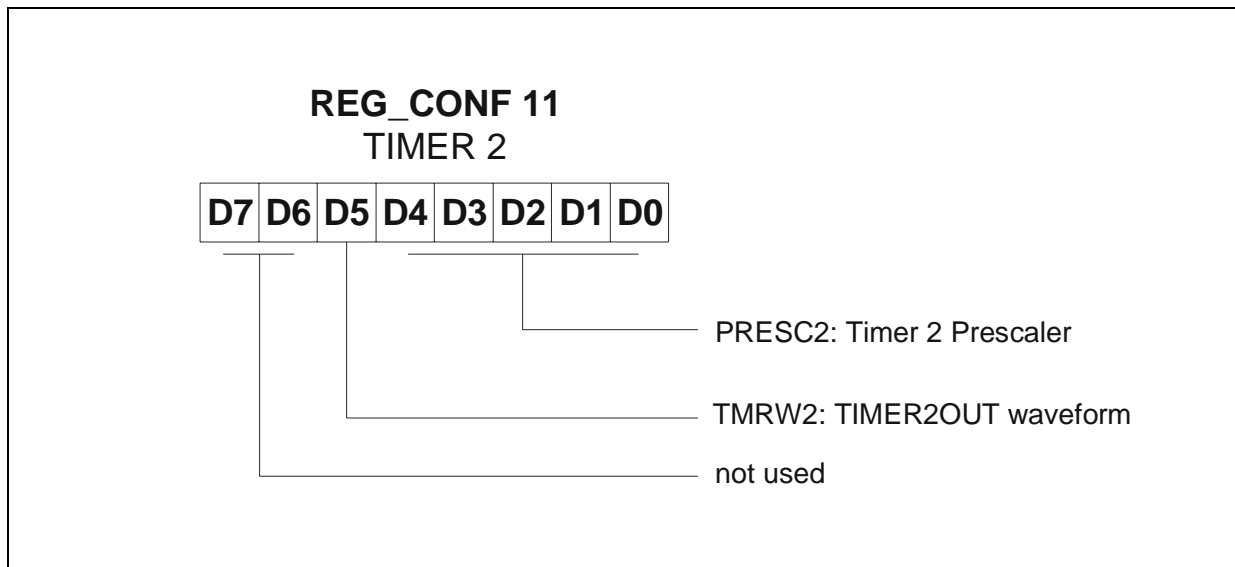 REG_CONF 11
TIMER 2
D7 D6 D5 D4 D3 D2 D1 D0
PRESC2: Timer 2 Prescaler
TMRW2: TIMER2OUT waveform
not used